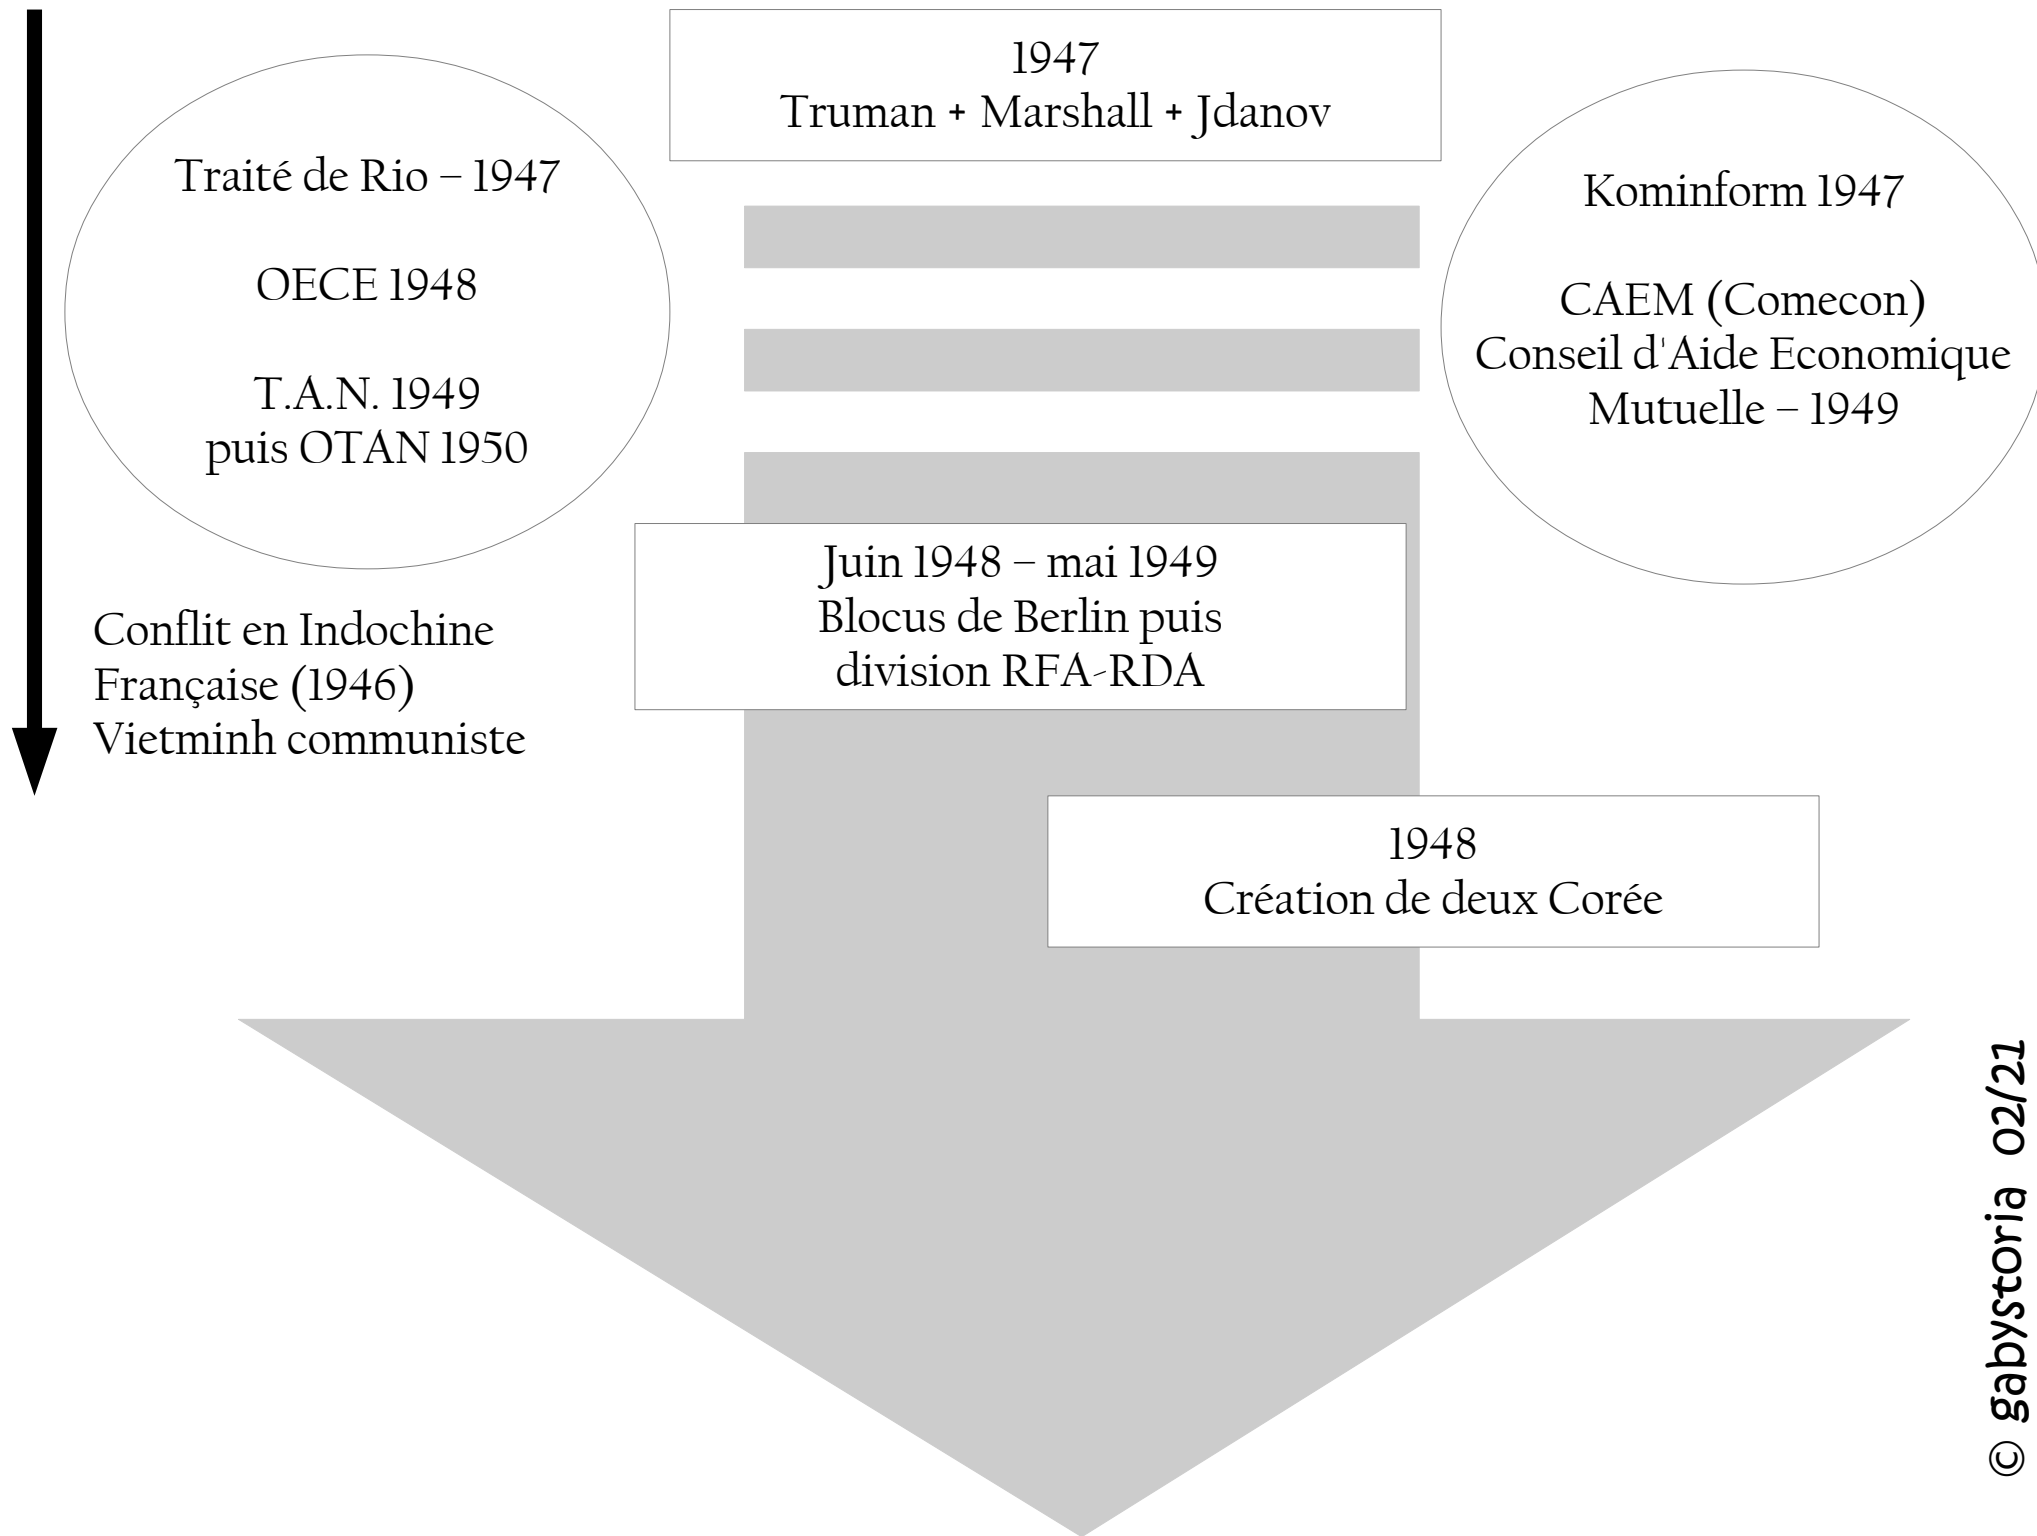 1947
Truman + Marshall + Jdanov
Traité de Rio – 1947
OECE 1948
T.A.N. 1949
puis OTAN 1950
Kominform 1947
CAEM (Comecon)
Conseil d'Aide Economique
Mutuelle – 1949
Juin 1948 – mai 1949
Blocus de Berlin puis
division RFA-RDA
Conflit en Indochine
Française (1946)
Vietminh communiste
1948
Création de deux Corée
© gabystoria 02/21